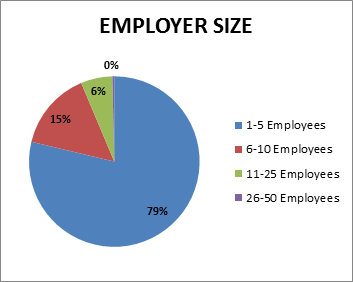 EMPLOYER SIZE
0%
6%
15%
79%
1-5 Employees
6-10 Employees
11-25 Employees
26-50 Employees